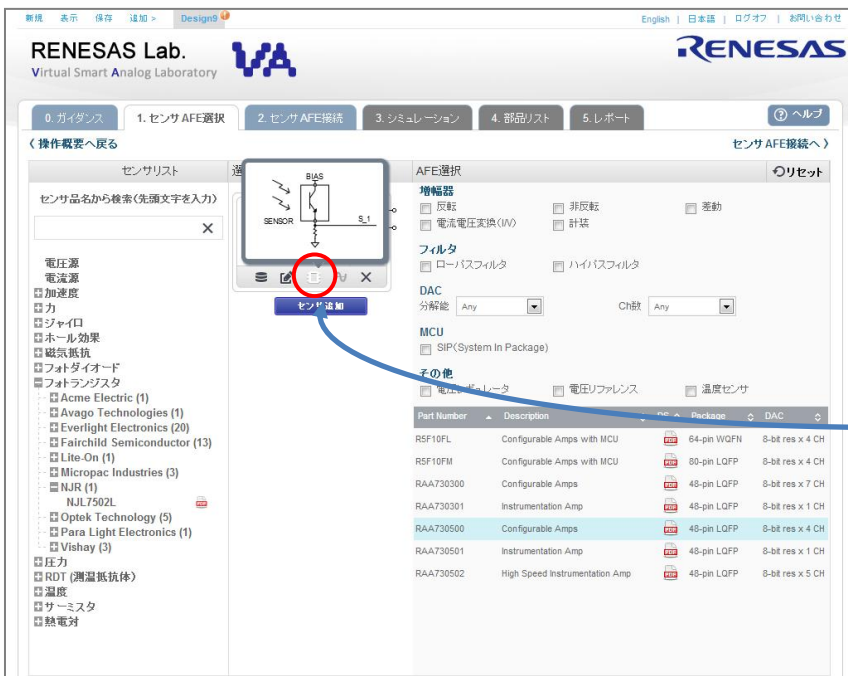 新規 表示 保存 追加 > Design9
English | 日本語 | ログオフ | お問い合わせ
RENESAS Lab.
Virtual Smart Analog Laboratory
VA
RENESAS
0. ガイダンス 1. センサ AFE選択 2. センサ AFE接続 3. シミュレーション 4. 部品リスト 5. レポート ? ヘルプ
〈 操作概要へ戻る センサ AFE接続へ 〉
センサリスト 選 AFE選択 リセット
センサ品名から検索(先頭文字を入力)
電圧源
電流源
加速度
力
ジャイロ
ホール効果
磁気抵抗
フォトダイオード
フォトランジスタ
Acme Electric (1)
Avago Technologies (1)
Everlight Electronics (20)
Fairchild Semiconductor (13)
Lite-On (1)
Micropac Industries (3)
NJR (1)
NJL7502L
Optek Technology (5)
Para Light Electronics (1)
Vishay (3)
圧力
RDT (測温抵抗体)
温度
サーミスタ
熱電対
BIAS
SENSOR
S_1
センサ追加
増幅器
反転 非反転 差動
電流電圧変換(I/V) 計装
フィルタ
ローパスフィルタ ハイパスフィルタ
DAC
分解能 Any Ch数 Any
MCU
SIP(System In Package)
その他
電圧レギュレータ 電圧リファレンス 温度センサ
Part Number Description DS Package DAC
R5F10FL Configurable Amps with MCU 64-pin WQFN 8-bit res x 4 CH
R5F10FM Configurable Amps with MCU 80-pin LQFP 8-bit res x 4 CH
RAA730300 Configurable Amps 48-pin LQFP 8-bit res x 7 CH
RAA730301 Instrumentation Amp 48-pin LQFP 8-bit res x 1 CH
RAA730500 Configurable Amps 48-pin LQFP 8-bit res x 4 CH
RAA730501 Instrumentation Amp 48-pin LQFP 8-bit res x 1 CH
RAA730502 High Speed Instrumentation Amp 48-pin LQFP 8-bit res x 5 CH